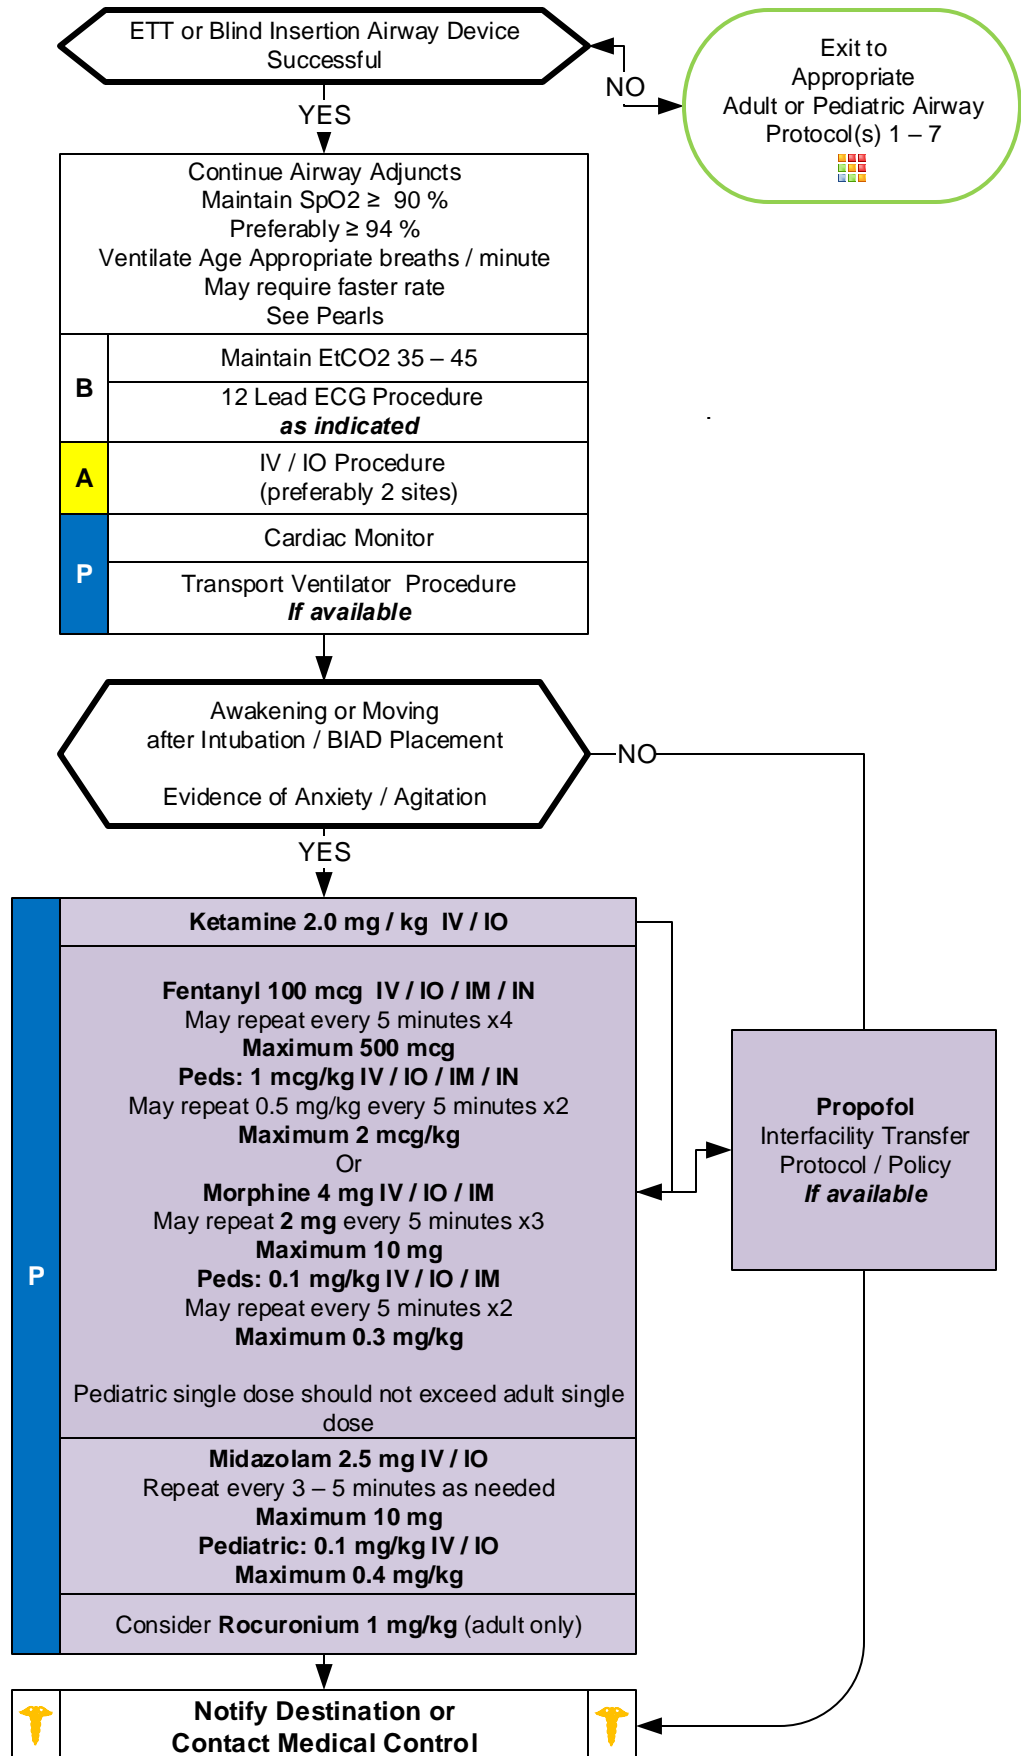 ETT or Blind Insertion Airway Device
Successful
NO
Exit to
Appropriate
Adult or Pediatric Airway
Protocol(s) 1 – 7
YES
Continue Airway Adjuncts
Maintain SpO2 ≥ 90 %
Preferably ≥ 94 %
Ventilate Age Appropriate breaths / minute
May require faster rate
See Pearls
B
Maintain EtCO2 35 – 45
12 Lead ECG Procedure
as indicated
A
IV / IO Procedure
(preferably 2 sites)
P
Cardiac Monitor
Transport Ventilator Procedure
If available
Awakening or Moving
after Intubation / BIAD Placement
Evidence of Anxiety / Agitation
NO
YES
P
Ketamine 2.0 mg / kg IV / IO
Fentanyl 100 mcg IV / IO / IM / IN
May repeat every 5 minutes x4
Maximum 500 mcg
Peds: 1 mcg/kg IV / IO / IM / IN
May repeat 0.5 mg/kg every 5 minutes x2
Maximum 2 mcg/kg
Or
Morphine 4 mg IV / IO / IM
May repeat 2 mg every 5 minutes x3
Maximum 10 mg
Peds: 0.1 mg/kg IV / IO / IM
May repeat every 5 minutes x2
Maximum 0.3 mg/kg
Pediatric single dose should not exceed adult single
dose
Midazolam 2.5 mg IV / IO
Repeat every 3 – 5 minutes as needed
Maximum 10 mg
Pediatric: 0.1 mg/kg IV / IO
Maximum 0.4 mg/kg
Consider Rocuronium 1 mg/kg (adult only)
Propofol
Interfacility Transfer
Protocol / Policy
If available
Notify Destination or
Contact Medical Control